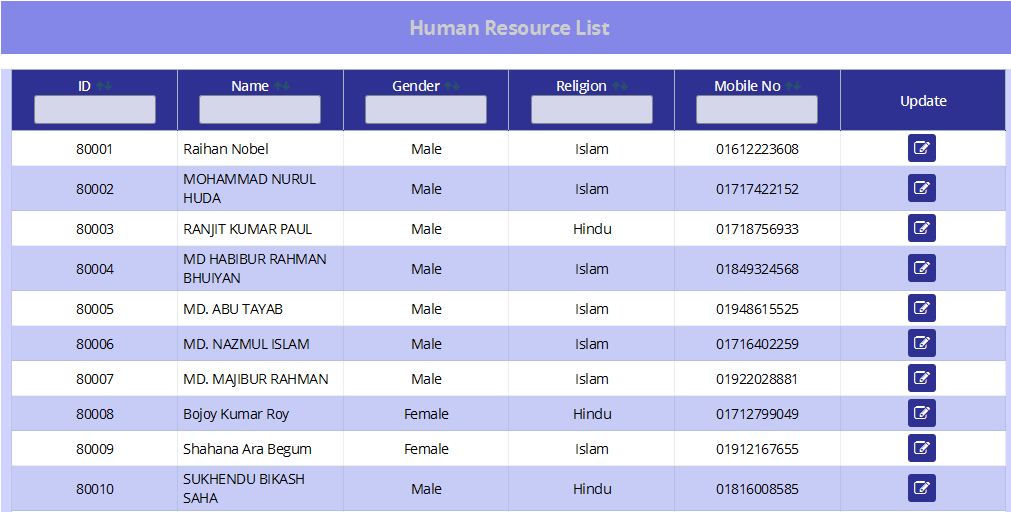 Human Resource List
ID Name Gender Religion Mobile No Update
80001 Raihan Nobel Male Islam 01612223608
80002 MOHAMMAD NURUL HUDA Male Islam 01717422152
80003 RANJIT KUMAR PAUL Male Hindu 01718756933
80004 MD HABIBUR RAHMAN BHUIYAN Male Islam 01849324568
80005 MD. ABU TAYAB Male Islam 01948615525
80006 MD. NAZMUL ISLAM Male Islam 01716402259
80007 MD. MAJIBUR RAHMAN Male Islam 01922028881
80008 Bojoy Kumar Roy Female Hindu 01712799049
80009 Shahana Ara Begum Female Islam 01912167655
80010 SUKHENDU BIKASH SAHA Male Hindu 01816008585